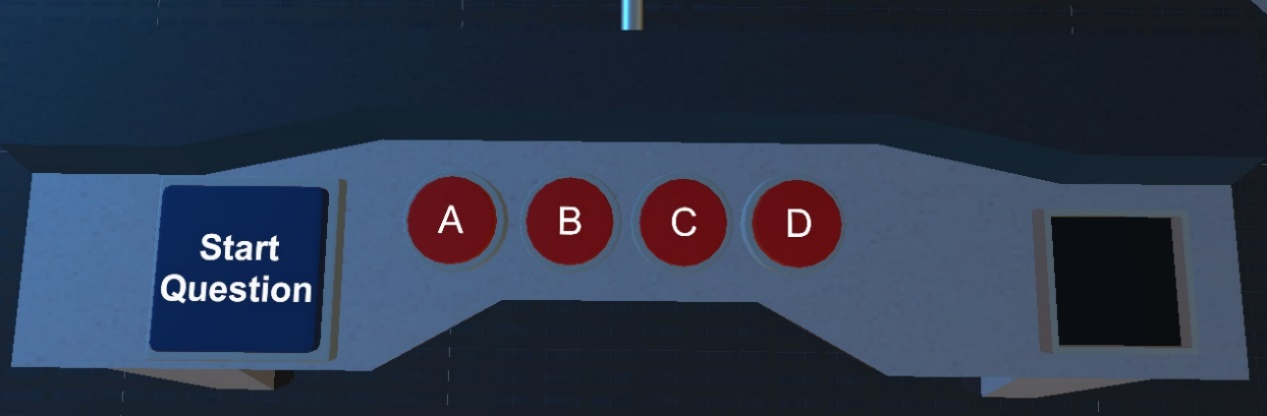 Start
Question
A B C D